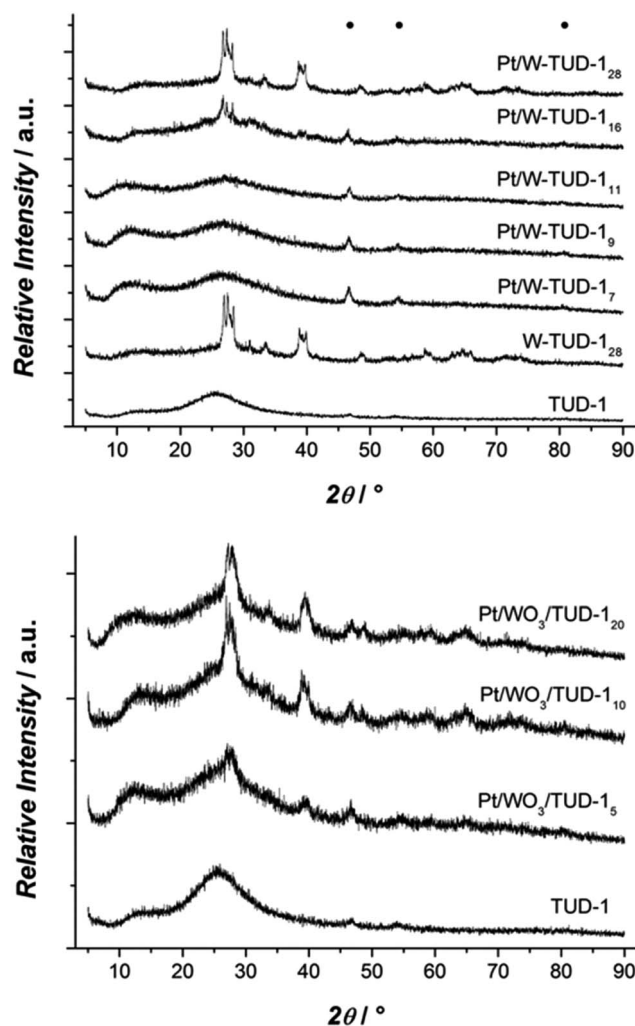 Pt/W-TUD-1₂₈
Pt/W-TUD-1₁₆
Pt/W-TUD-1₁₁
Pt/W-TUD-1₉
Pt/W-TUD-1₇
W-TUD-1₂₈
TUD-1
Relative Intensity / a.u.
10 20 30 40 50 60 70 80 90
2θ / °
Pt/WO₃/TUD-1₂₀
Pt/WO₃/TUD-1₁₀
Pt/WO₃/TUD-1₅
TUD-1
Relative Intensity / a.u.
10 20 30 40 50 60 70 80 90
2θ / °